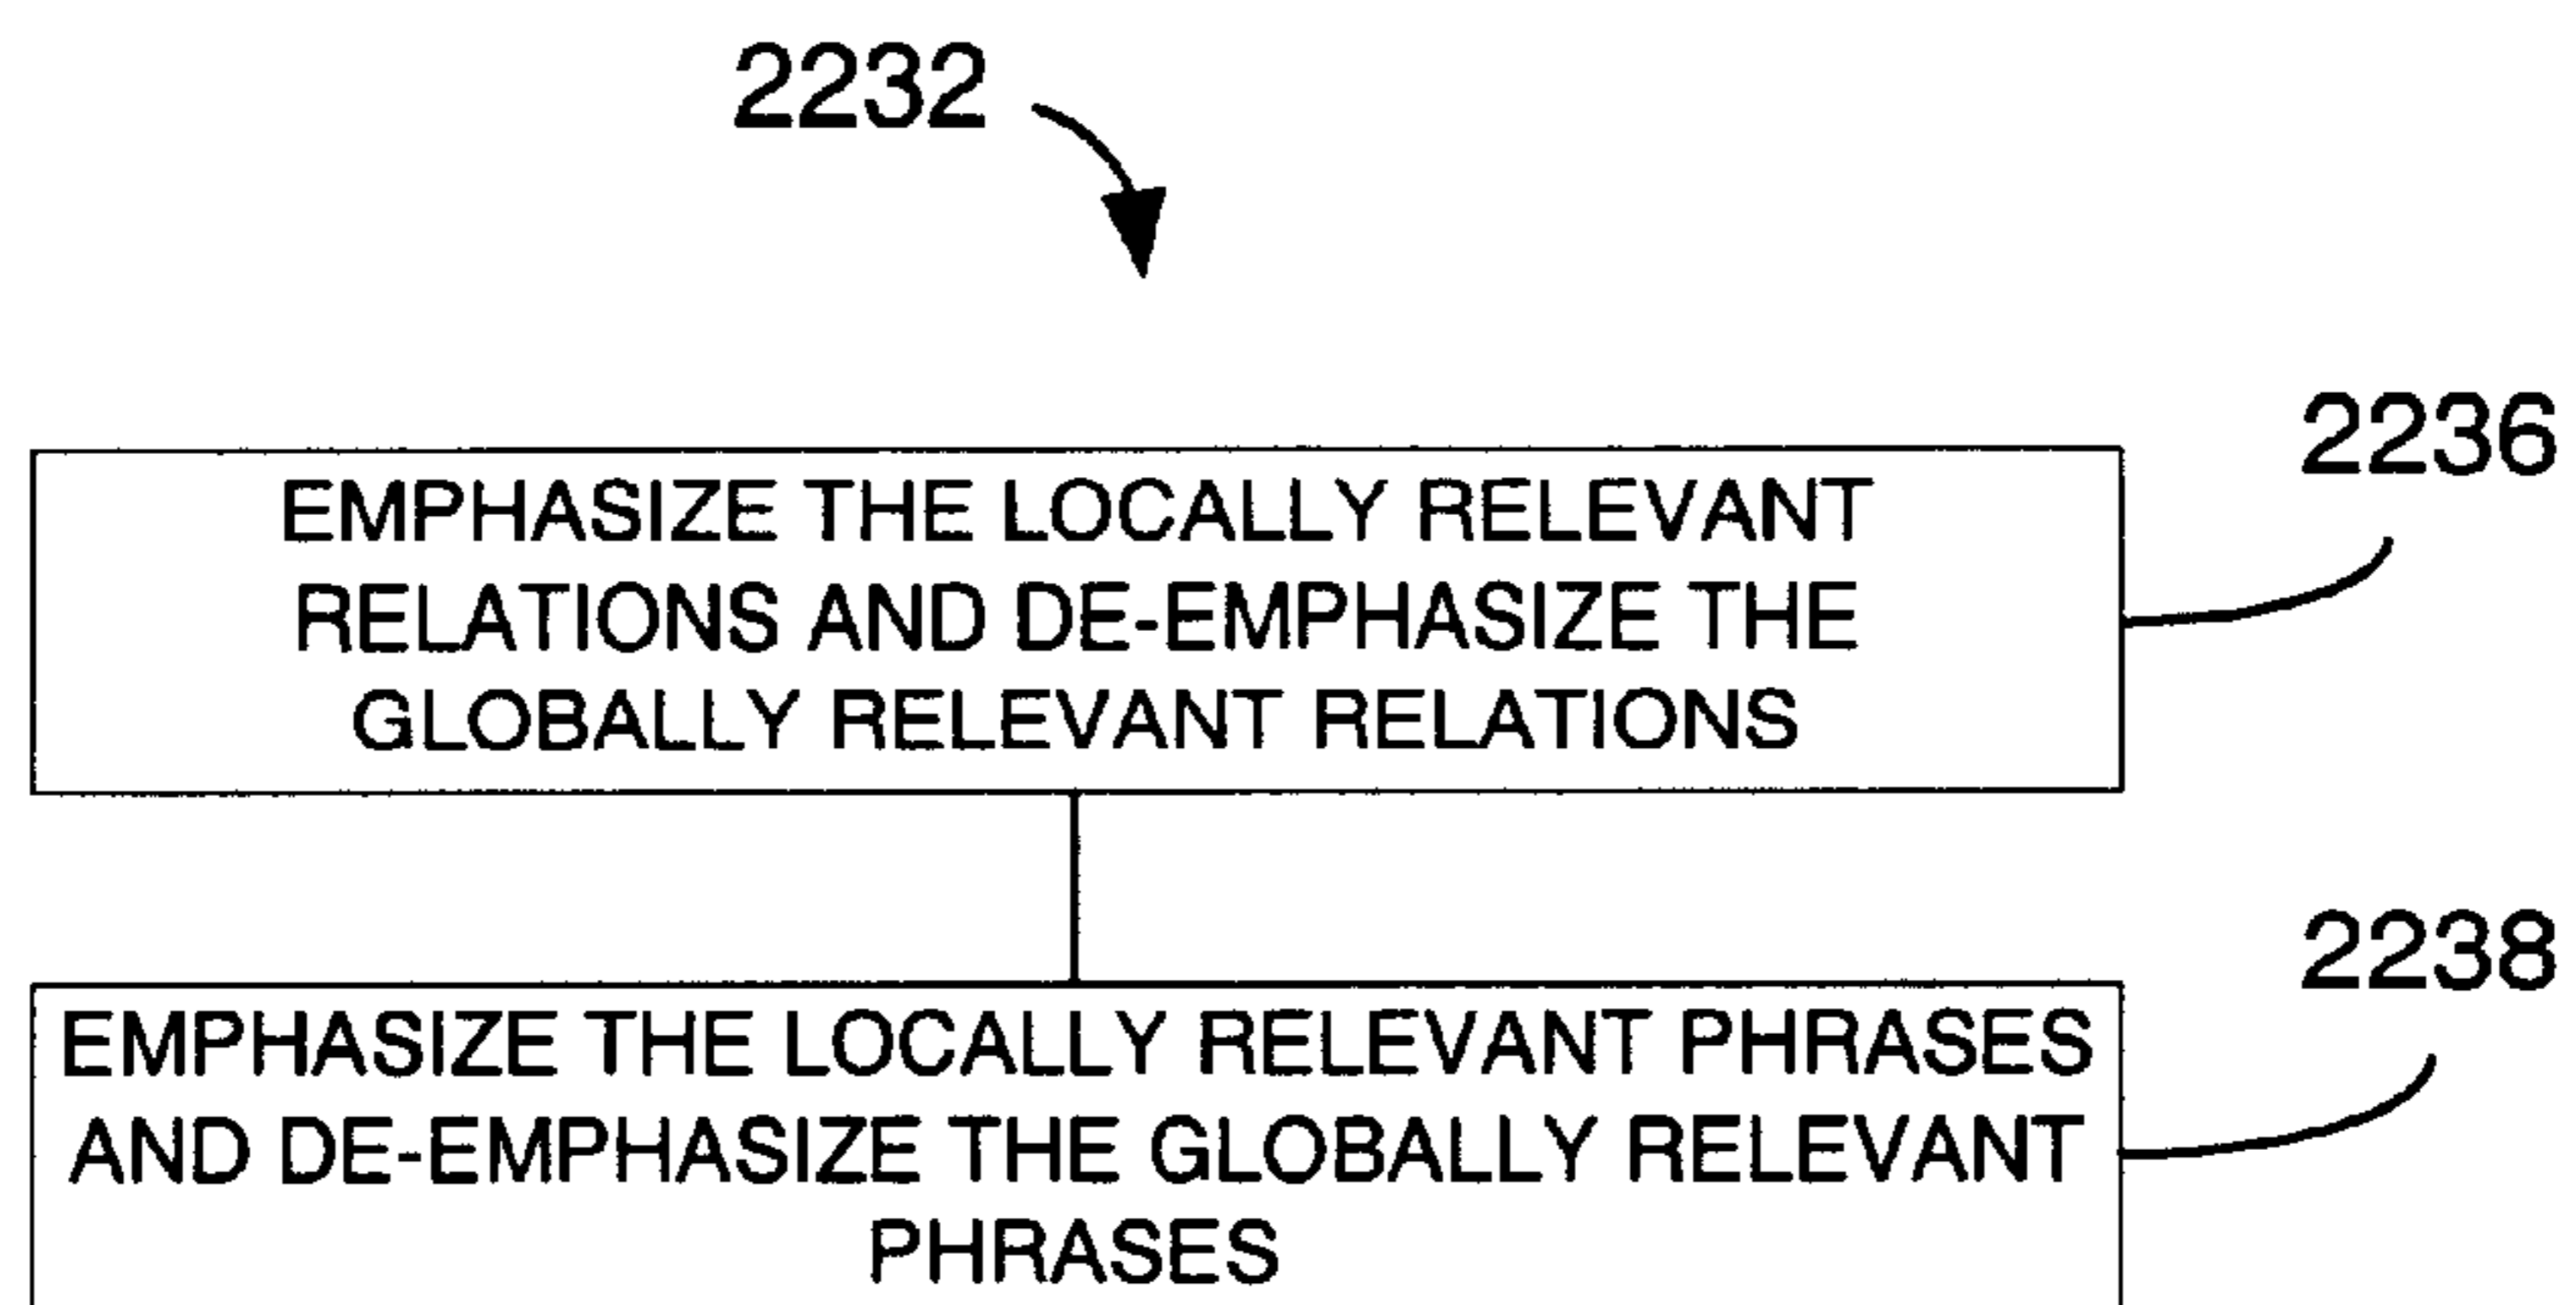 2232
2236
EMPHASIZE THE LOCALLY RELEVANT
RELATIONS AND DE-EMPHASIZE THE
GLOBALLY RELEVANT RELATIONS
2238
EMPHASIZE THE LOCALLY RELEVANT PHRASES
AND DE-EMPHASIZE THE GLOBALLY RELEVANT
PHRASES